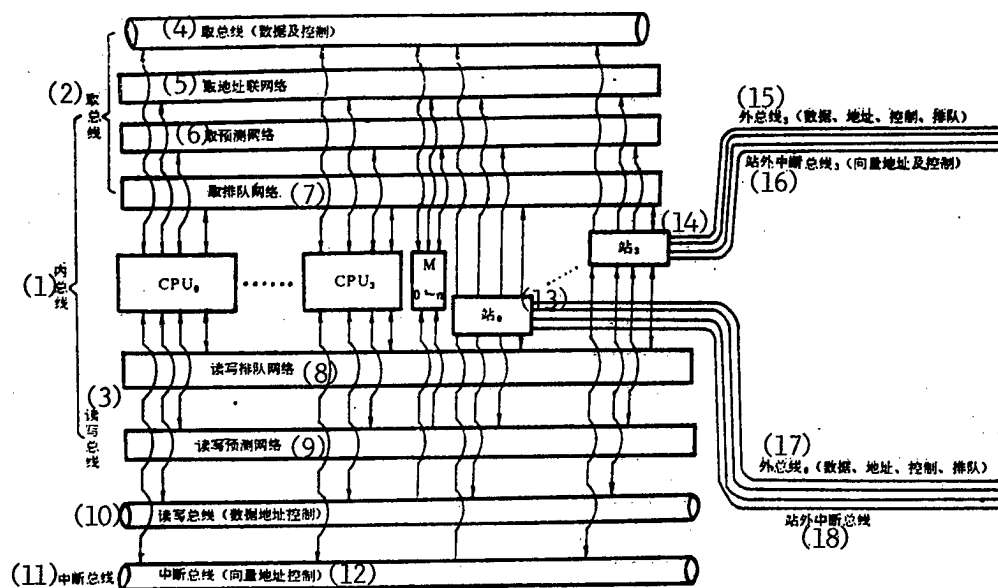 (4) 取总线 (数据及控制)
(5) 取地址联网络
(2) 取总线
(6) 取预测网络
(15)
外总线₃ (数据、地址、控制、排队)
站外中断总线₃ (向量地址及控制)
(16)
取排队网络 (7)
(14)
站₃
(1) 内总线
CPU₀
CPU₃
M
0~n
(13)
站₀
读写排队网络 (8)
(3) 读写总线
读写预测网络 (9)
(17)
外总线₀ (数据、地址、控制、排队)
(10) 读写总线 (数据地址控制)
站外中断总线
(18)
(11) 中断总线 中断总线 (向量地址控制) (12)